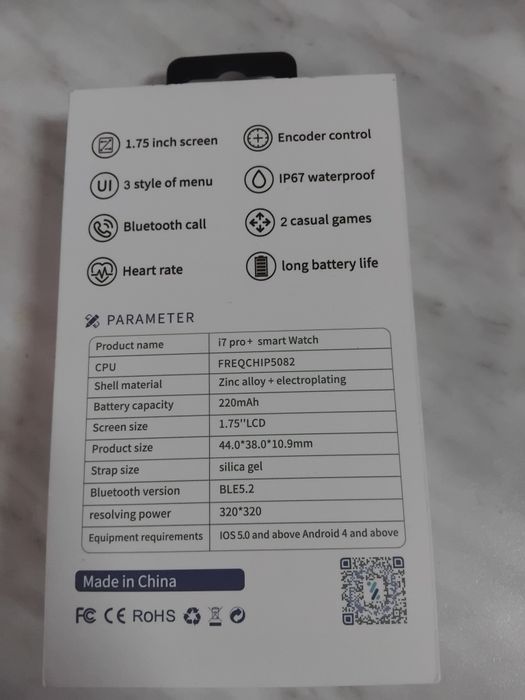 1.75 inch screen
Encoder control
UI
3 style of menu
IP67 waterproof
Bluetooth call
2 casual games
Heart rate
long battery life
PARAMETER
Product name i7 pro+ smart Watch
CPU FREQCHIP5082
Shell material Zinc alloy + electroplating
Battery capacity 220mAh
Screen size 1.75''LCD
Product size 44.0*38.0*10.9mm
Strap size silica gel
Bluetooth version BLE5.2
resolving power 320*320
Equipment requirements IOS 5.0 and above Android 4 and above
Made in China
FC CE RoHS